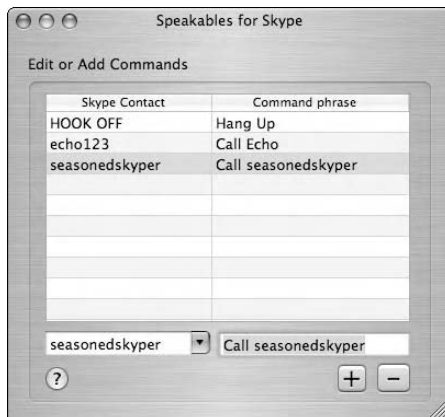 Speakables for Skype
Edit or Add Commands
Skype Contact Command phrase
HOOK OFF Hang Up
echo123 Call Echo
seasonedskyper Call seasonedskyper
seasonedskyper Call seasonedskyper
? + −